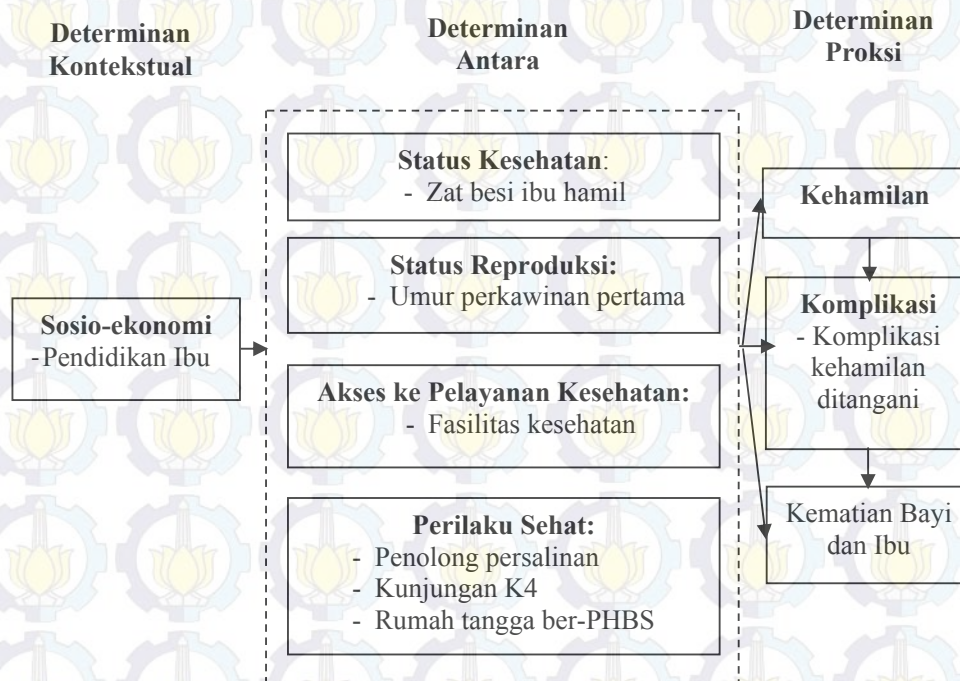 Determinan
Kontekstual
Determinan
Antara
Determinan
Proksi
Sosio-ekonomi
-Pendidikan Ibu
Status Kesehatan:
- Zat besi ibu hamil
Status Reproduksi:
- Umur perkawinan pertama
Akses ke Pelayanan Kesehatan:
- Fasilitas kesehatan
Perilaku Sehat:
- Penolong persalinan
- Kunjungan K4
- Rumah tangga ber-PHBS
Kehamilan
Komplikasi
- Komplikasi
kehamilan
ditangani
Kematian Bayi
dan Ibu